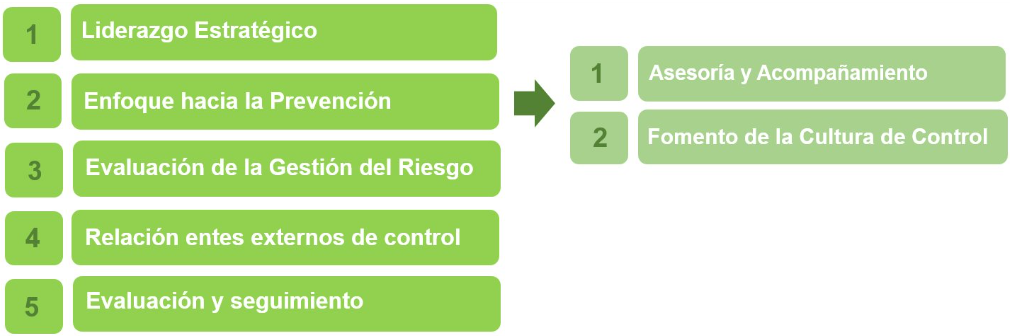 1 Liderazgo Estratégico
2 Enfoque hacia la Prevención
3 Evaluación de la Gestión del Riesgo
4 Relación entes externos de control
5 Evaluación y seguimiento
1 Asesoría y Acompañamiento
2 Fomento de la Cultura de Control